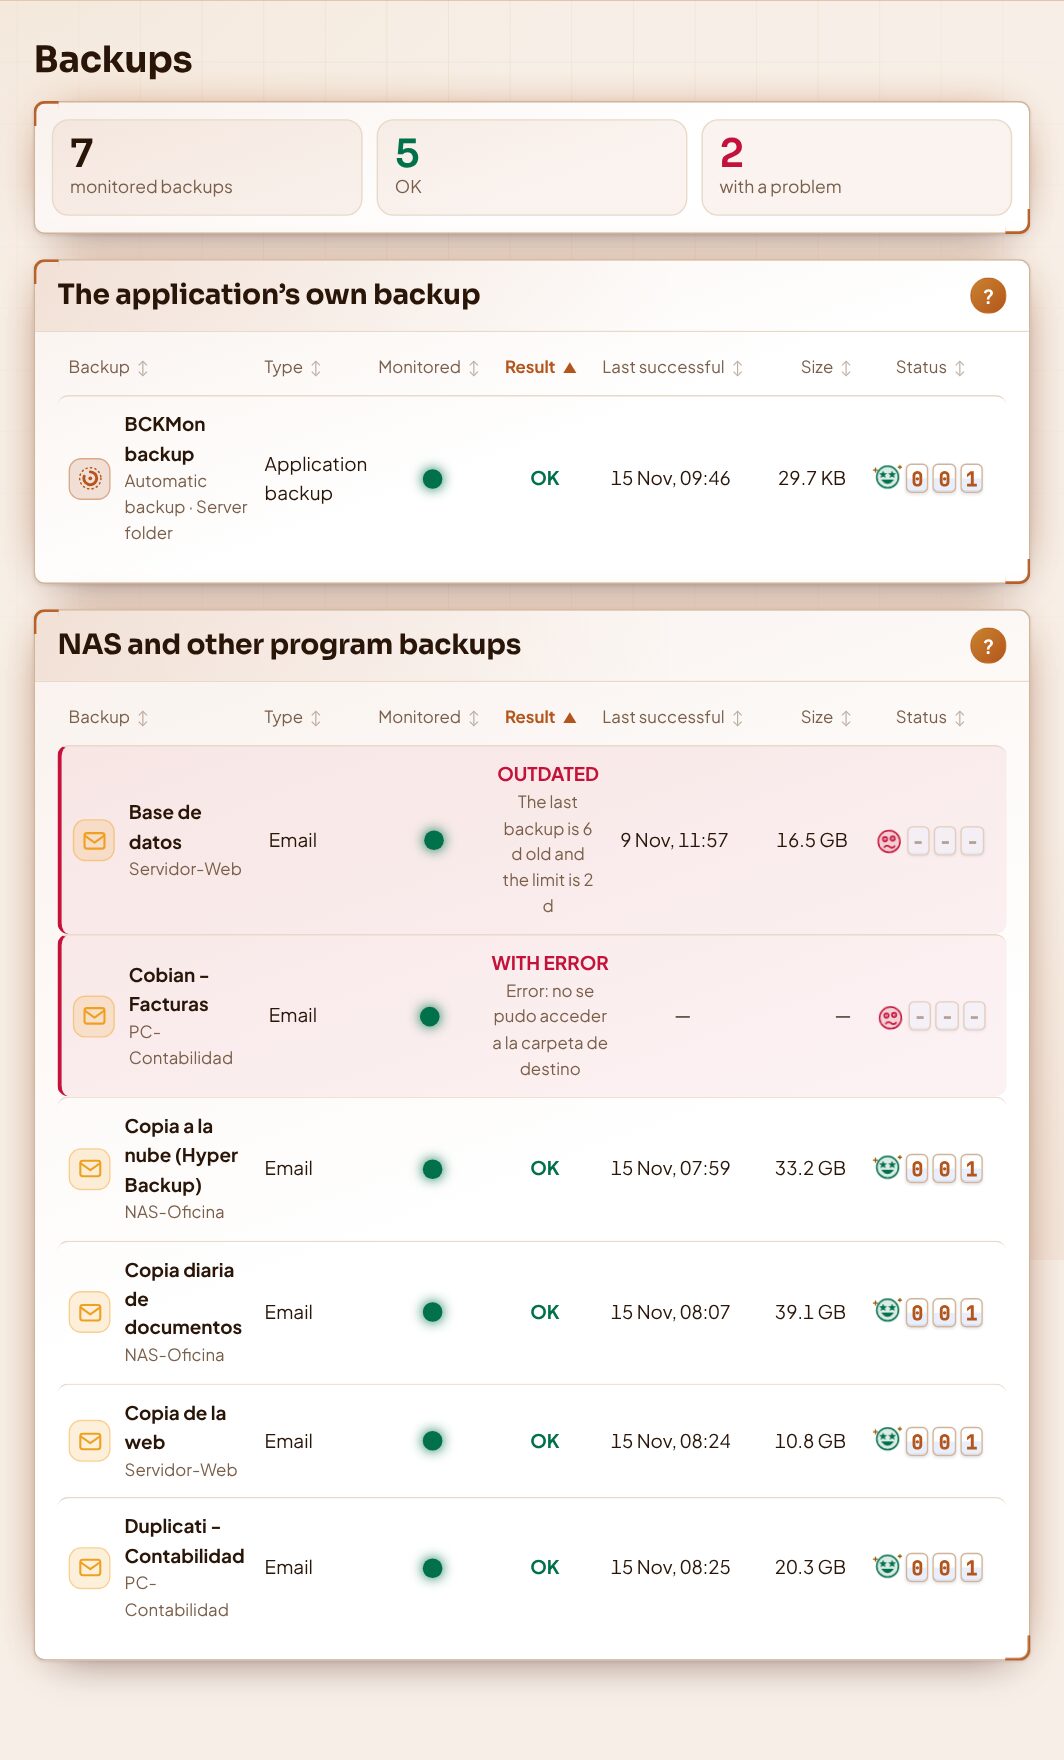 Backups
7
monitored backups
5
OK
2
with a problem
The application's own backup
?
Backup Type Monitored Result Last successful Size Status
BCKMon
backup
Automatic
backup · Server
folder
Application
backup
OK
15 Nov, 09:46
29.7 KB
0 0 1
NAS and other program backups
?
Backup Type Monitored Result Last successful Size Status
Base de
datos
Servidor-Web
Email
OUTDATED
The last
backup is 6
d old and
the limit is 2
d
9 Nov, 11:57
16.5 GB
- - -
Cobian –
Facturas
PC-
Contabilidad
Email
WITH ERROR
Error: no se
pudo acceder
a la carpeta de
destino
—
—
- - -
Copia a la
nube (Hyper
Backup)
NAS-Oficina
Email
OK
15 Nov, 07:59
33.2 GB
0 0 1
Copia diaria
de
documentos
NAS-Oficina
Email
OK
15 Nov, 08:07
39.1 GB
0 0 1
Copia de la
web
Servidor-Web
Email
OK
15 Nov, 08:24
10.8 GB
0 0 1
Duplicati –
Contabilidad
PC-
Contabilidad
Email
OK
15 Nov, 08:25
20.3 GB
0 0 1